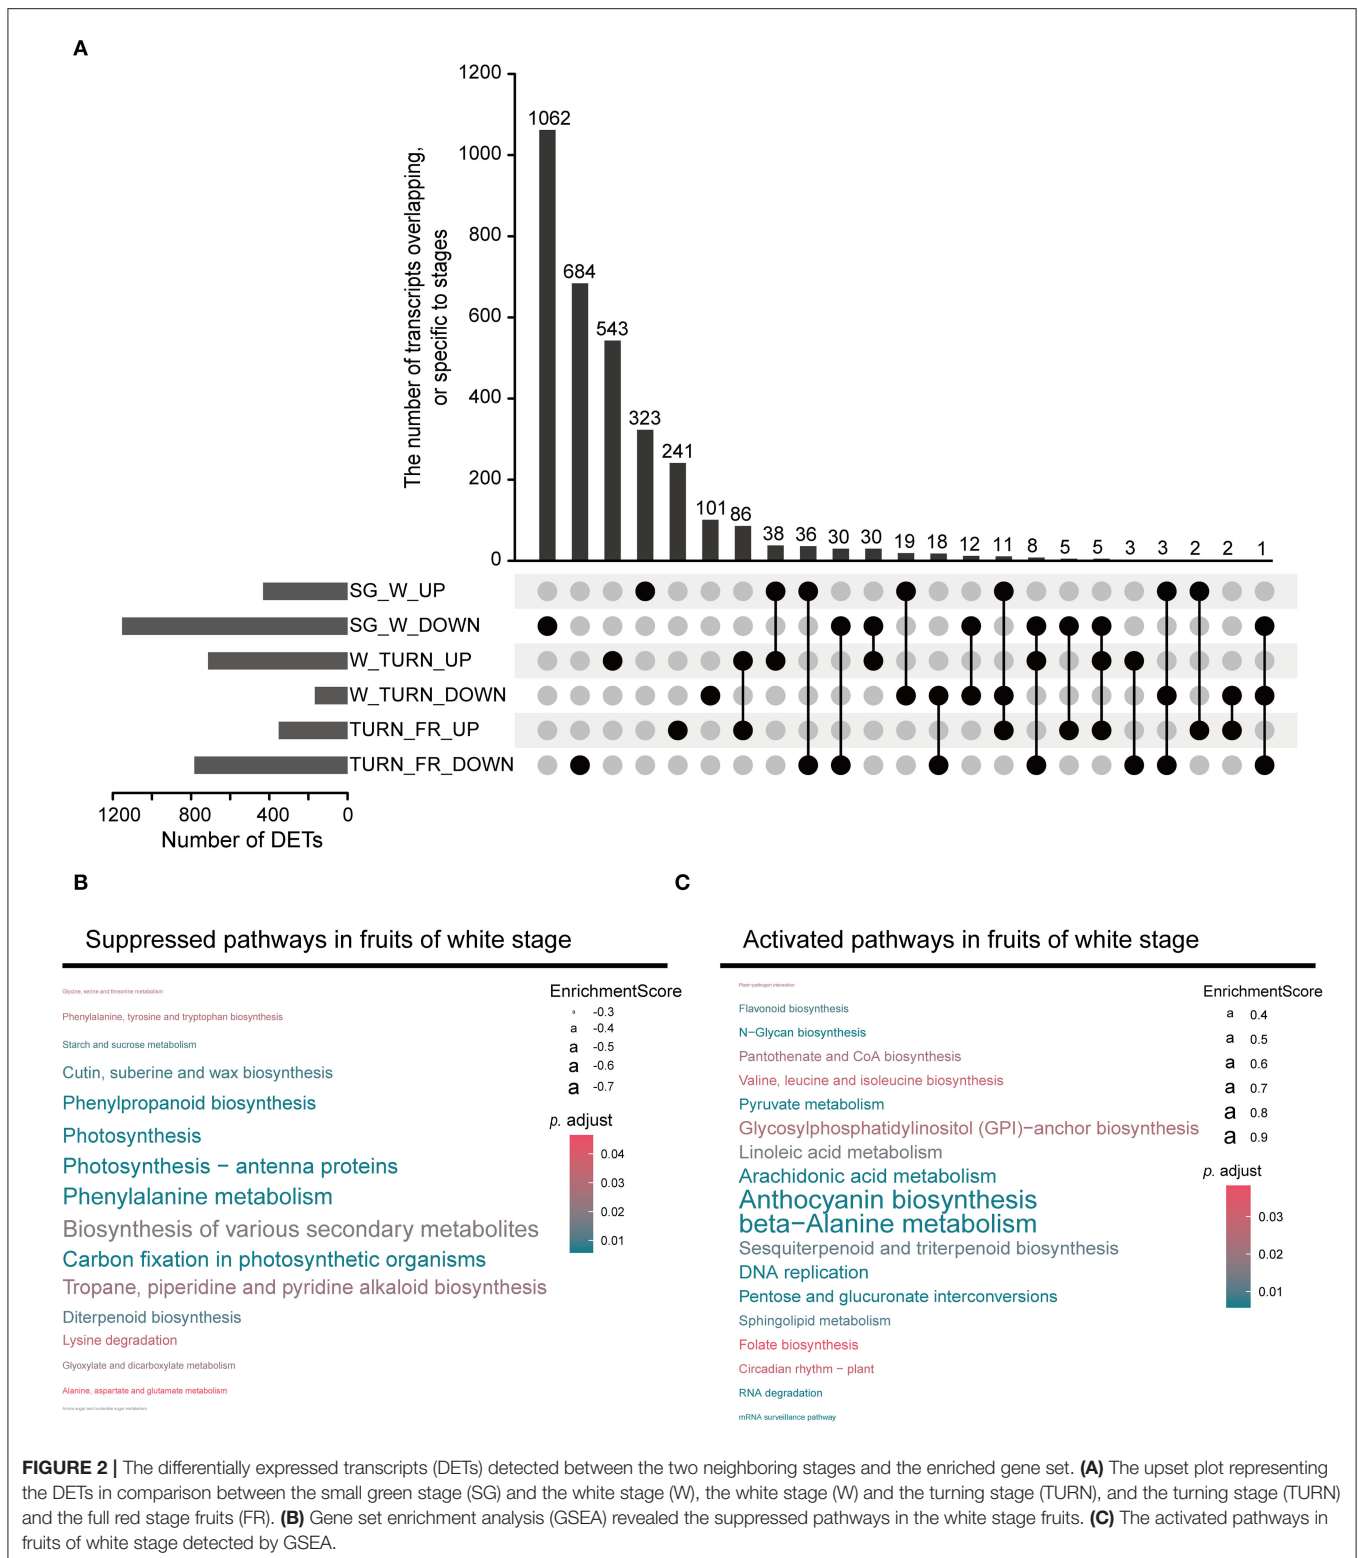 A
1200
1000
800
600
400
200
0
The number of transcripts overlapping,
or specific to stages
1062
684
543
323
241
101
86
38
36
30
30
19
18
12
11
8
5
5
3
3
2
2
1
SG_W_UP
SG_W_DOWN
W_TURN_UP
W_TURN_DOWN
TURN_FR_UP
TURN_FR_DOWN
1200 800 400 0
Number of DETs
B
Suppressed pathways in fruits of white stage
Glycine, serine and threonine metabolism
Phenylalanine, tyrosine and tryptophan biosynthesis
Starch and sucrose metabolism
Cutin, suberine and wax biosynthesis
Phenylpropanoid biosynthesis
Photosynthesis
Photosynthesis − antenna proteins
Phenylalanine metabolism
Biosynthesis of various secondary metabolites
Carbon fixation in photosynthetic organisms
Tropane, piperidine and pyridine alkaloid biosynthesis
Diterpenoid biosynthesis
Lysine degradation
Glyoxylate and dicarboxylate metabolism
Alanine, aspartate and glutamate metabolism
Amino sugar and nucleotide sugar metabolism
EnrichmentScore
a -0.3
a -0.4
a -0.5
a -0.6
a -0.7
p. adjust
0.04
0.03
0.02
0.01
C
Activated pathways in fruits of white stage
Plant−pathogen interaction
Flavonoid biosynthesis
N−Glycan biosynthesis
Pantothenate and CoA biosynthesis
Valine, leucine and isoleucine biosynthesis
Pyruvate metabolism
Glycosylphosphatidylinositol (GPI)−anchor biosynthesis
Linoleic acid metabolism
Arachidonic acid metabolism
Anthocyanin biosynthesis
beta−Alanine metabolism
Sesquiterpenoid and triterpenoid biosynthesis
DNA replication
Pentose and glucuronate interconversions
Sphingolipid metabolism
Folate biosynthesis
Circadian rhythm − plant
RNA degradation
mRNA surveillance pathway
EnrichmentScore
a 0.4
a 0.5
a 0.6
a 0.7
a 0.8
a 0.9
p. adjust
0.03
0.02
0.01
FIGURE 2 | The differentially expressed transcripts (DETs) detected between the two neighboring stages and the enriched gene set. (A) The upset plot representing
the DETs in comparison between the small green stage (SG) and the white stage (W), the white stage (W) and the turning stage (TURN), and the turning stage (TURN)
and the full red stage fruits (FR). (B) Gene set enrichment analysis (GSEA) revealed the suppressed pathways in the white stage fruits. (C) The activated pathways in
fruits of white stage detected by GSEA.